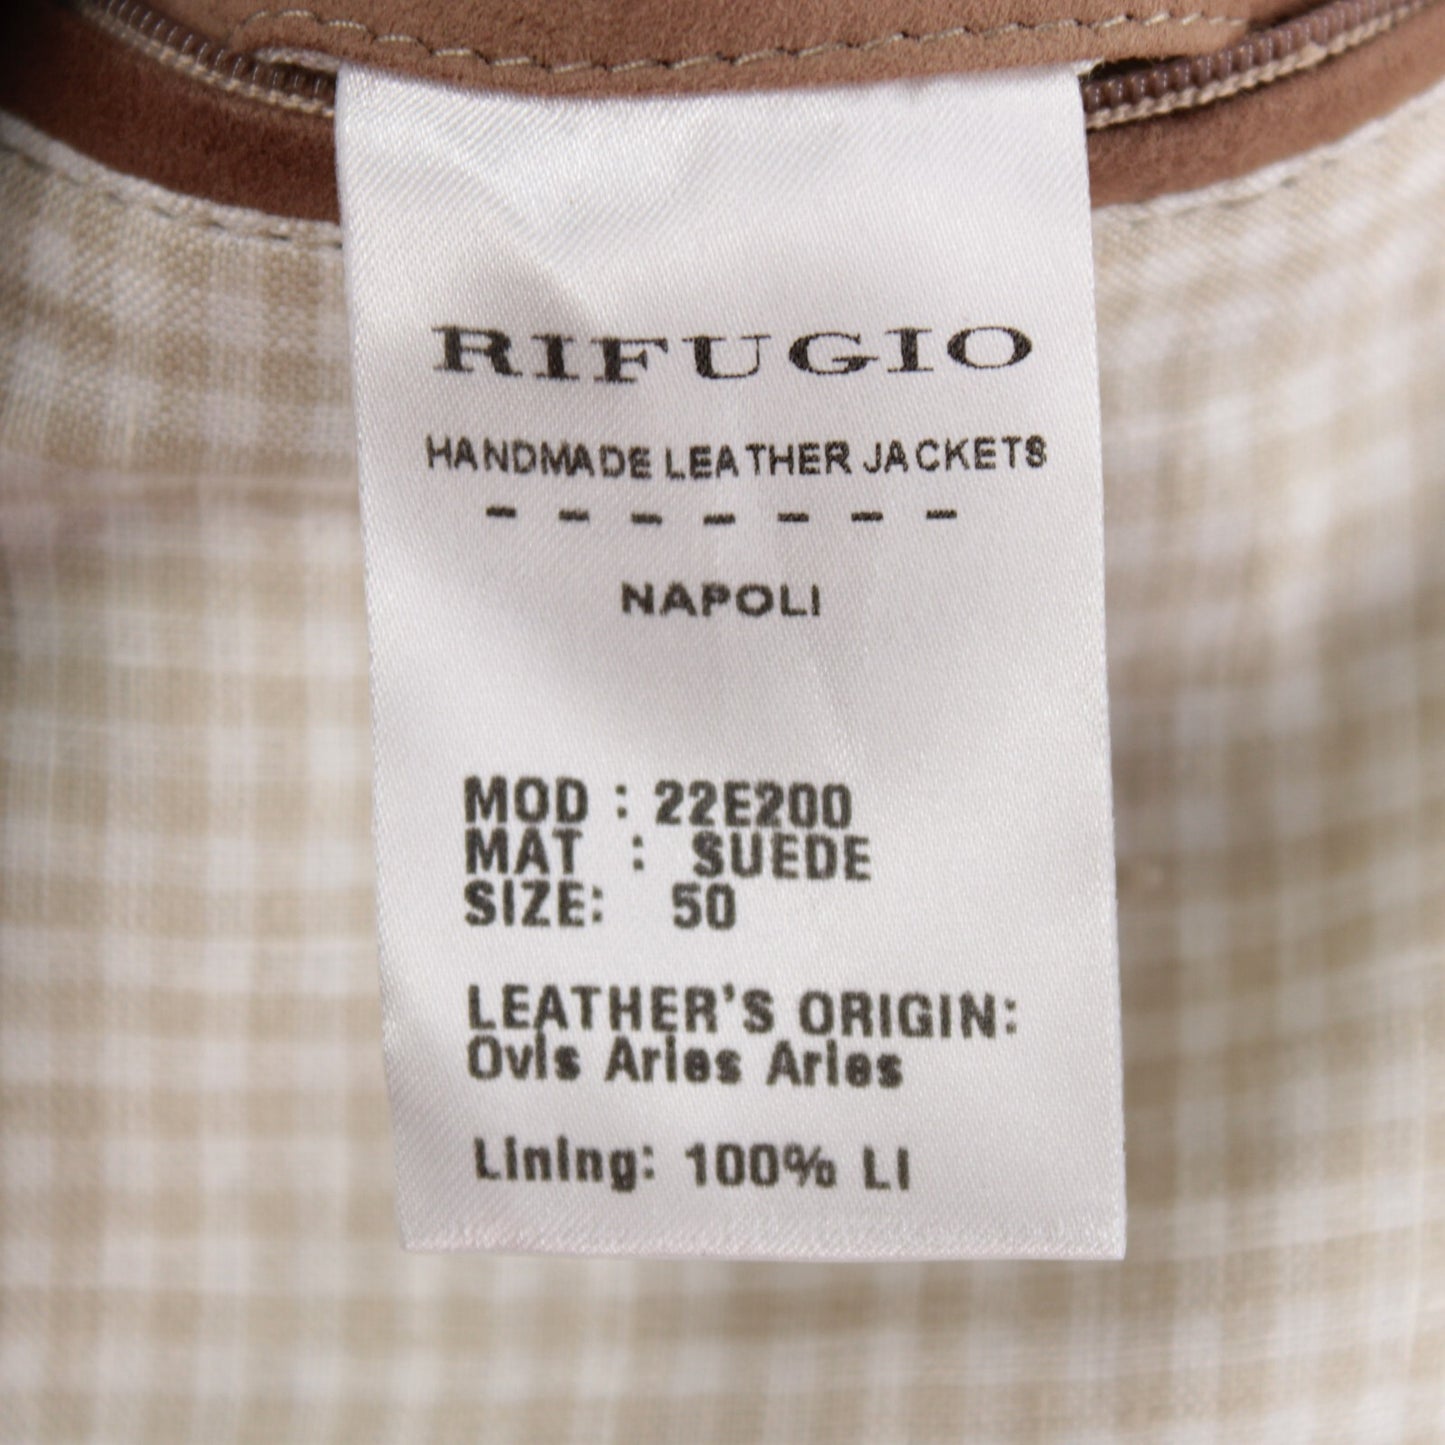 RIFUGIO
HANDMADE LEATHER JACKETS
- - - - - - -
NAPOLI
MOD : 22E200
MAT : SUEDE
SIZE: 50
LEATHER'S ORIGIN:
Ovis Aries Aries
Lining: 100% LI